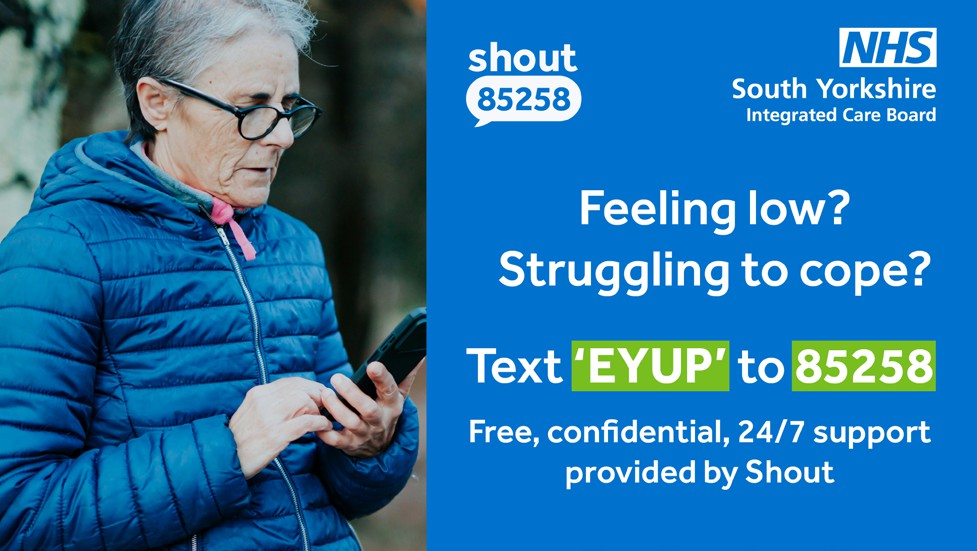 shout
85258
NHS
South Yorkshire
Integrated Care Board
Feeling low?
Struggling to cope?
Text ‘EYUP’ to 85258
Free, confidential, 24/7 support
provided by Shout